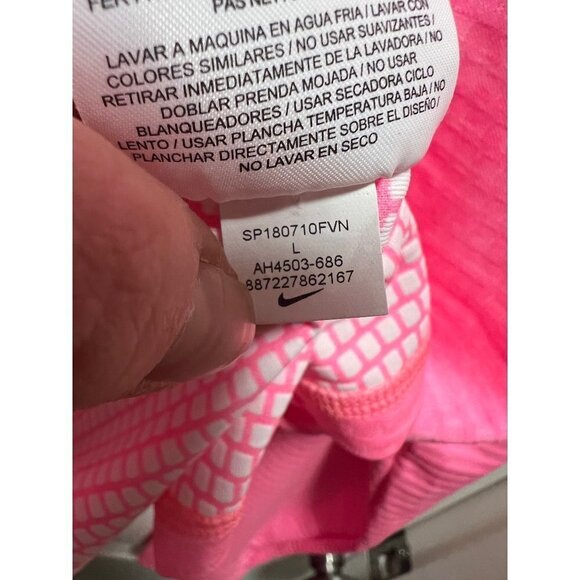 PAS NET
LAVAR A MAQUINA EN AGUA FRIA / LAVAR CON
COLORES SIMILARES / NO USAR SUAVIZANTES /
RETIRAR INMEDIATAMENTE DE LA LAVADORA / NO
DOBLAR PRENDA MOJADA / NO USAR
BLANQUEADORES / USAR SECADORA CICLO
LENTO / USAR PLANCHA TEMPERATURA BAJA / NO
PLANCHAR DIRECTAMENTE SOBRE EL DISEÑO /
NO LAVAR EN SECO
SP180710FVN
L
AH4503-686
887227862167